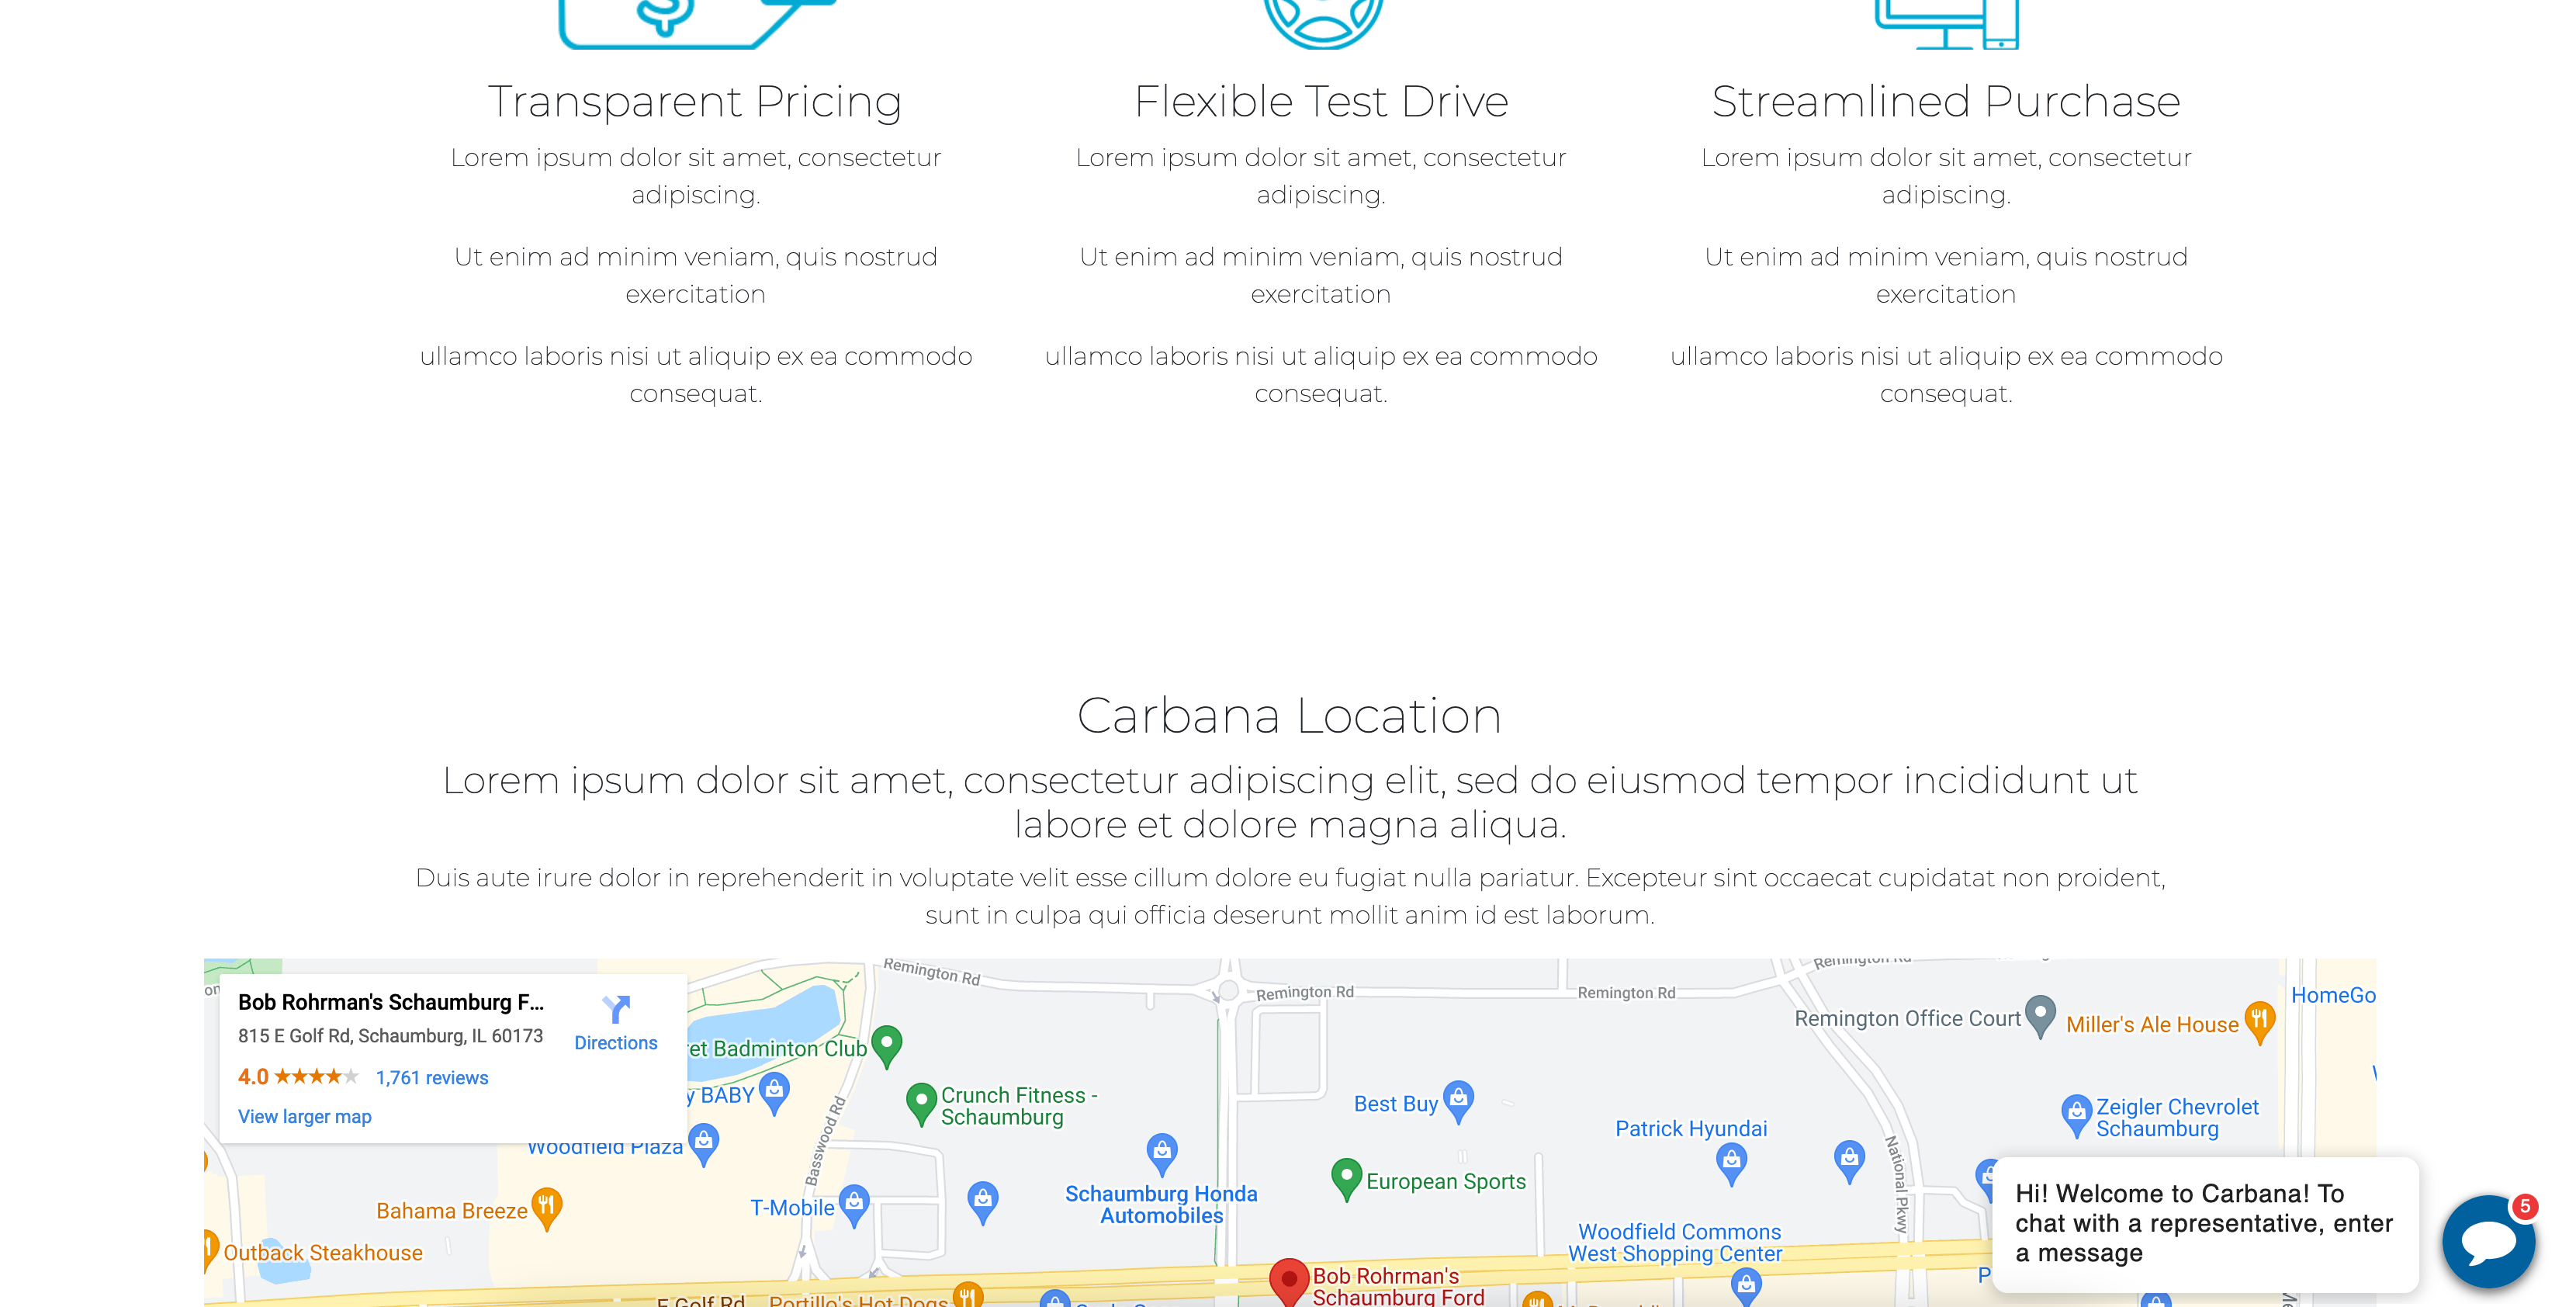 $
Transparent Pricing
Lorem ipsum dolor sit amet, consectetur
adipiscing.
Ut enim ad minim veniam, quis nostrud
exercitation
ullamco laboris nisi ut aliquip ex ea commodo
consequat.
Flexible Test Drive
Lorem ipsum dolor sit amet, consectetur
adipiscing.
Ut enim ad minim veniam, quis nostrud
exercitation
ullamco laboris nisi ut aliquip ex ea commodo
consequat.
Streamlined Purchase
Lorem ipsum dolor sit amet, consectetur
adipiscing.
Ut enim ad minim veniam, quis nostrud
exercitation
ullamco laboris nisi ut aliquip ex ea commodo
consequat.
Carbana Location
Lorem ipsum dolor sit amet, consectetur adipiscing elit, sed do eiusmod tempor incididunt ut
labore et dolore magna aliqua.
Duis aute irure dolor in reprehenderit in voluptate velit esse cillum dolore eu fugiat nulla pariatur. Excepteur sint occaecat cupidatat non proident,
sunt in culpa qui officia deserunt mollit anim id est laborum.
Bob Rohrman's Schaumburg F...
815 E Golf Rd, Schaumburg, IL 60173
4.0
1,761 reviews
View larger map
Directions
Remington Rd
Remington Rd
Remington Rd
Remington Office Court
Miller's Ale House
HomeGo
Badminton Club
BABY
Crunch Fitness -
Schaumburg
Basswood Rd
Best Buy
Patrick Hyundai
Zeigler Chevrolet
Schaumburg
Woodfield Plaza
National Pkwy
European Sports
Schaumburg Honda
Automobiles
T-Mobile
Bahama Breeze
Outback Steakhouse
Woodfield Commons
West Shopping Center
Bob Rohrman's
Schaumburg Ford
E Golf Rd
Portillo's Hot Dogs
Hi! Welcome to Carbana! To
chat with a representative, enter
a message
5